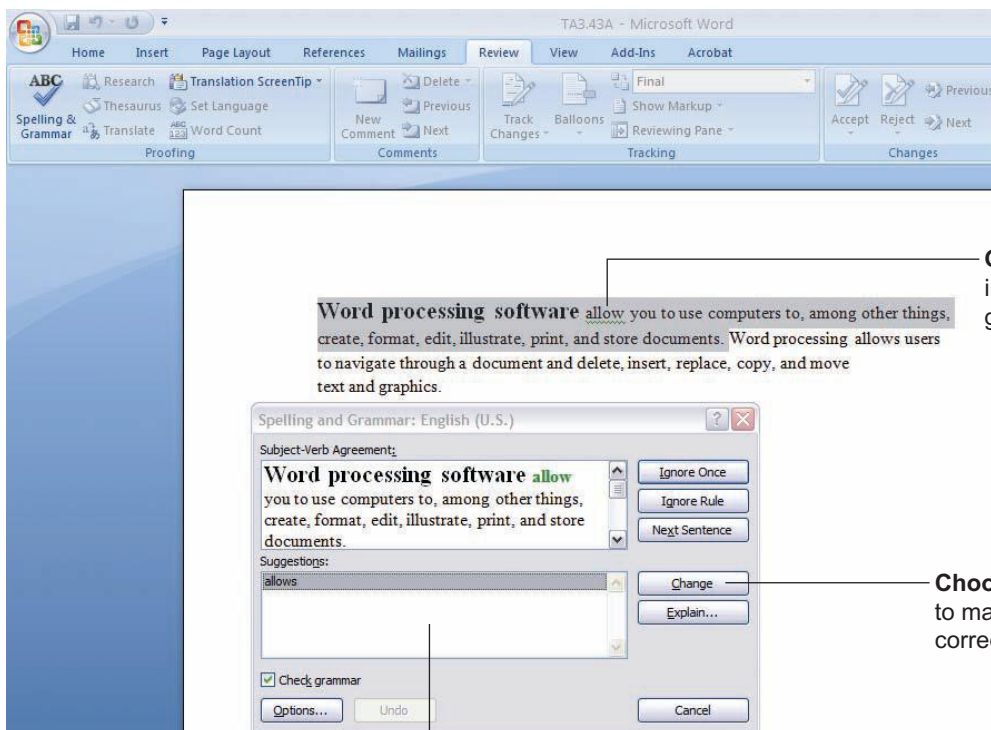 TA3.43A - Microsoft Word
Home Insert Page Layout References Mailings Review View Add-Ins Acrobat
ABC Research Translation ScreenTip Delete Final Previous
Thesaurus Set Language Previous Show Markup
Spelling & Grammar Translate ABC 123 Word Count New Comment Next Track Changes Balloons Reviewing Pane Accept Reject Next
Proofing Comments Tracking Changes
Word processing software allow you to use computers to, among other things,
create, format, edit, illustrate, print, and store documents. Word processing allows users
to navigate through a document and delete, insert, replace, copy, and move
text and graphics.
Spelling and Grammar: English (U.S.)
Subject-Verb Agreement:
Word processing software allow
you to use computers to, among other things,
create, format, edit, illustrate, print, and store
documents.
Ignore Once
Ignore Rule
Next Sentence
Suggestions:
allows
Change
Explain...
Choo
to ma
corre
Check grammar
Options... Undo Cancel